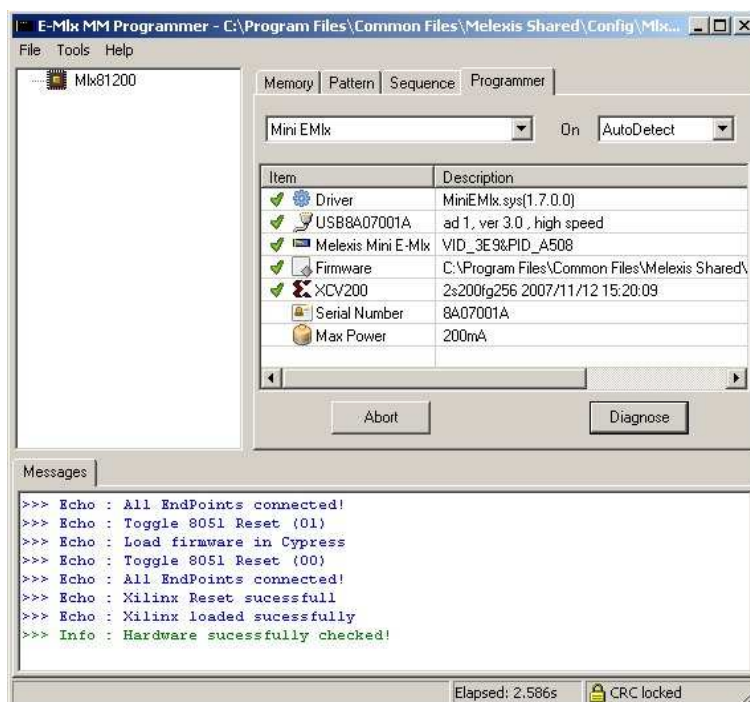 E-Mlx MM Programmer - C:\Program Files\Common Files\Melexis Shared\Config\Mlx...
File Tools Help
Mlx81200
Memory Pattern Sequence Programmer
Mini EMlx On AutoDetect
Item Description
Driver MiniEMlx.sys(1.7.0.0)
USB8A07001A ad 1, ver 3.0 , high speed
Melexis Mini E-Mlx VID_3E9&PID_A508
Firmware C:\Program Files\Common Files\Melexis Shared\
XCV200 2s200fg256 2007/11/12 15:20:09
Serial Number 8A07001A
Max Power 200mA
Abort Diagnose
Messages
>>> Echo : All EndPoints connected!
>>> Echo : Toggle 8051 Reset (01)
>>> Echo : Load firmware in Cypress
>>> Echo : Toggle 8051 Reset (00)
>>> Echo : All EndPoints connected!
>>> Echo : Xilinx Reset sucessfull
>>> Echo : Xilinx loaded sucessfully
>>> Info : Hardware sucessfully checked!
Elapsed: 2.586s CRC locked